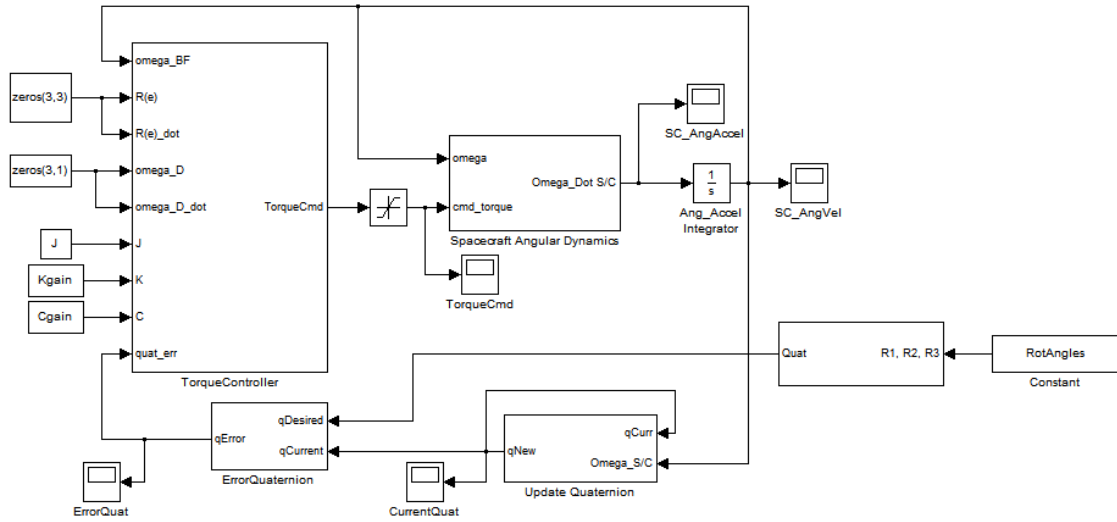 omega_BF
zeros(3,3)
R(e)
R(e)_dot
SC_AngAccel
omega
zeros(3,1)
omega_D
Omega_Dot S/C
1
s
omega_D_dot
TorqueCmd
cmd_torque
Ang_Accel
Integrator
SC_AngVel
J
J
Spacecraft Angular Dynamics
Kgain
K
TorqueCmd
Cgain
C
quat_err
Quat
R1, R2, R3
RotAngles
TorqueController
Constant
qDesired
qError
qCurrent
qCurr
qNew
Omega_S/C
ErrorQuaternion
Update Quaternion
ErrorQuat
CurrentQuat